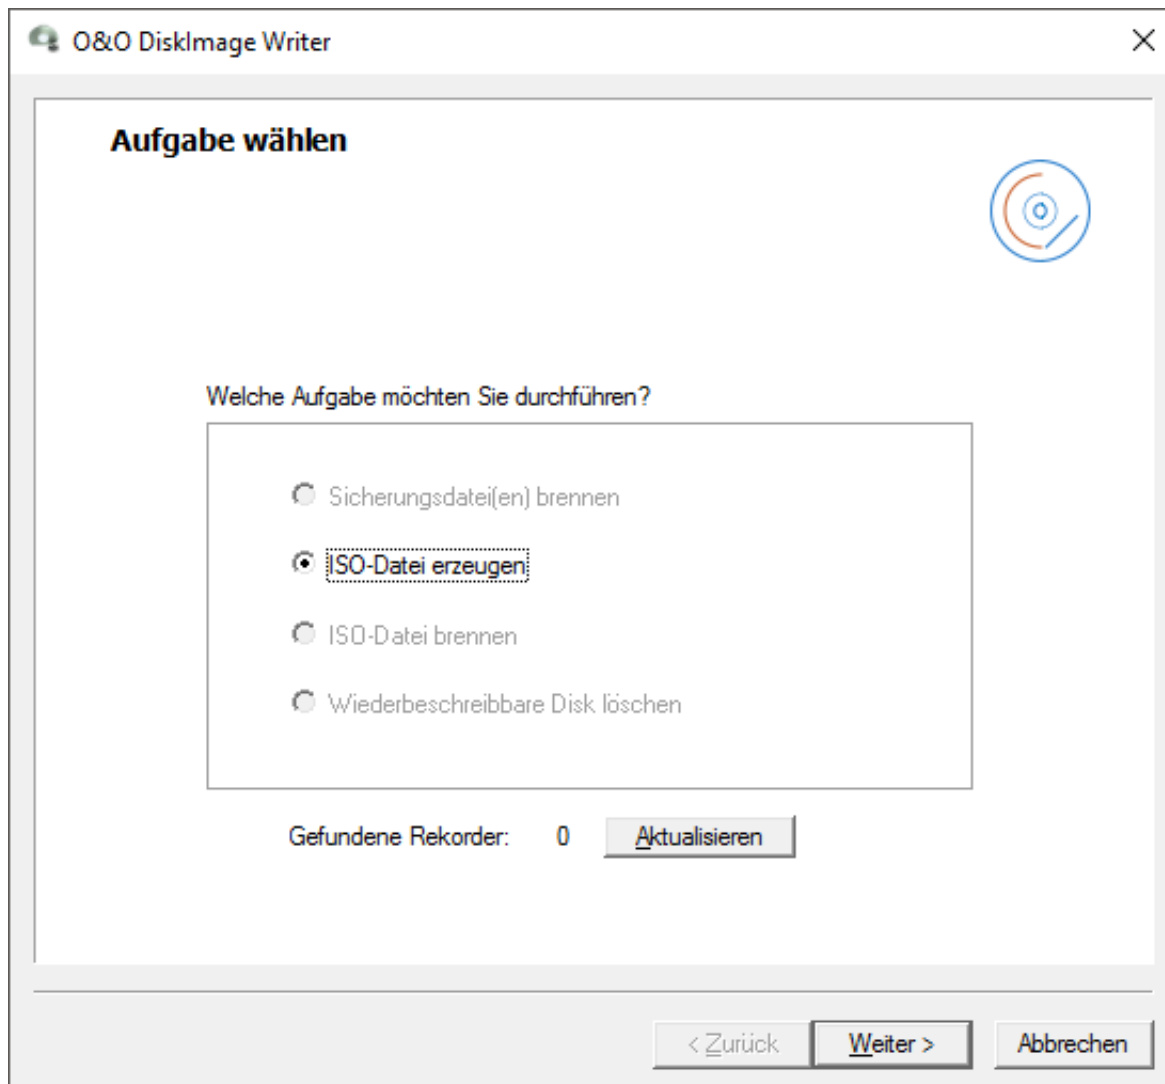 O&O DiskImage Writer
Aufgabe wählen
Welche Aufgabe möchten Sie durchführen?
Sicherungsdatei(en) brennen
ISO-Datei erzeugen
ISO-Datei brennen
Wiederbeschreibbare Disk löschen
Gefundene Rekorder: 0 Aktualisieren
< Zurück Weiter > Abbrechen